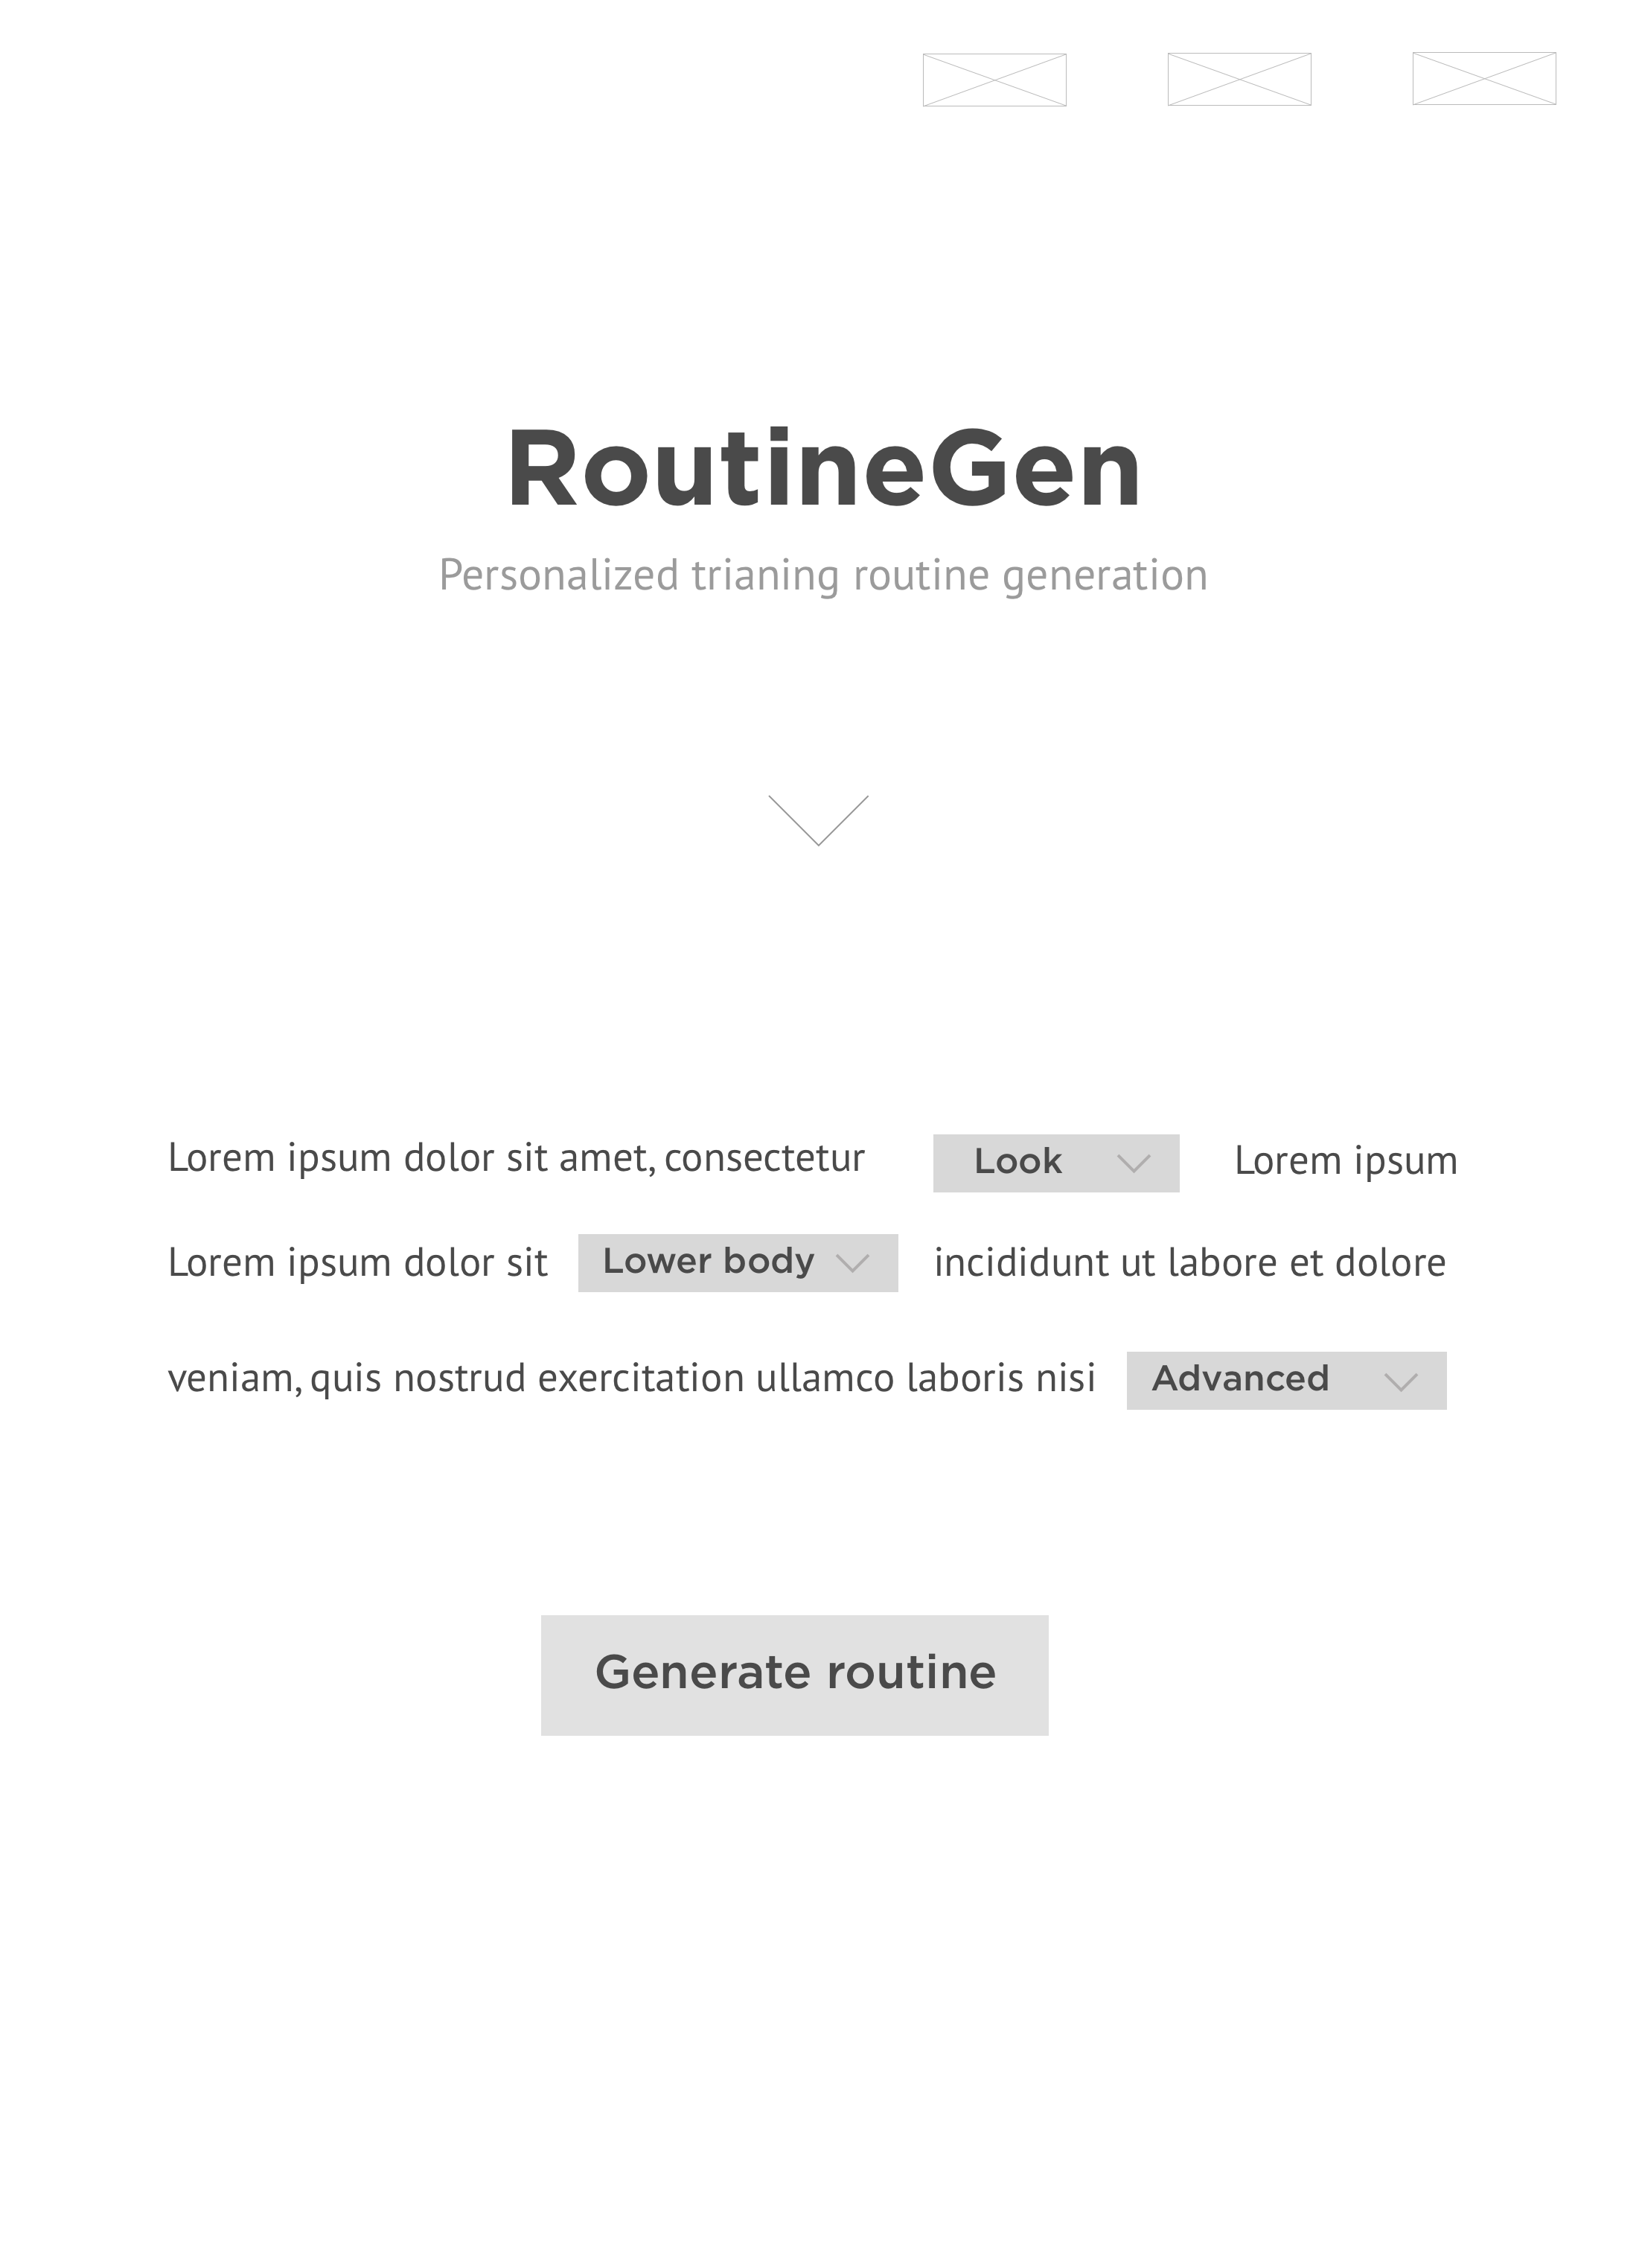 RoutineGen
Personalized trianing routine generation
Lorem ipsum dolor sit amet, consectetur Look Lorem ipsum
Lorem ipsum dolor sit Lower body incididunt ut labore et dolore
veniam, quis nostrud exercitation ullamco laboris nisi Advanced
Generate routine